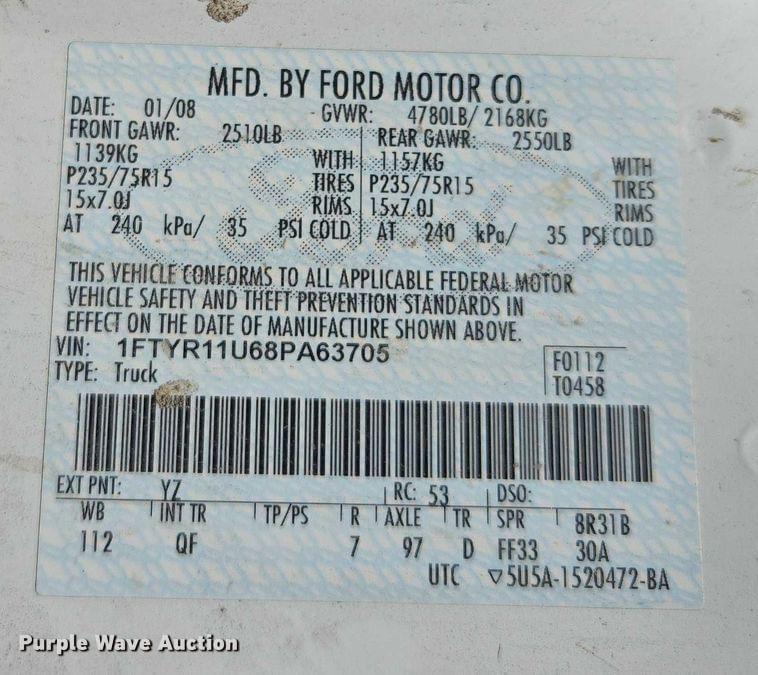 MFD. BY FORD MOTOR CO.
DATE: 01/08 GVWR: 4780LB/ 2168KG
FRONT GAWR: 2510LB REAR GAWR: 2550LB
1139KG WITH 1157KG WITH
P235/75R15 TIRES P235/75R15 TIRES
15x7.0J RIMS 15x7.0J RIMS
AT 240 kPa/ 35 PSI COLD AT 240 kPa/ 35 PSI COLD
THIS VEHICLE CONFORMS TO ALL APPLICABLE FEDERAL MOTOR
VEHICLE SAFETY AND THEFT PREVENTION STANDARDS IN
EFFECT ON THE DATE OF MANUFACTURE SHOWN ABOVE.
VIN: 1FTYR11U68PA63705 F0112
TYPE: Truck T0458
EXT PNT: YZ RC: 53 DSO:
WB INT TR TP/PS R AXLE TR SPR 8R31B
112 QF 7 97 D FF33 30A
UTC ▽5U5A-1520472-BA
Purple Wave Auction